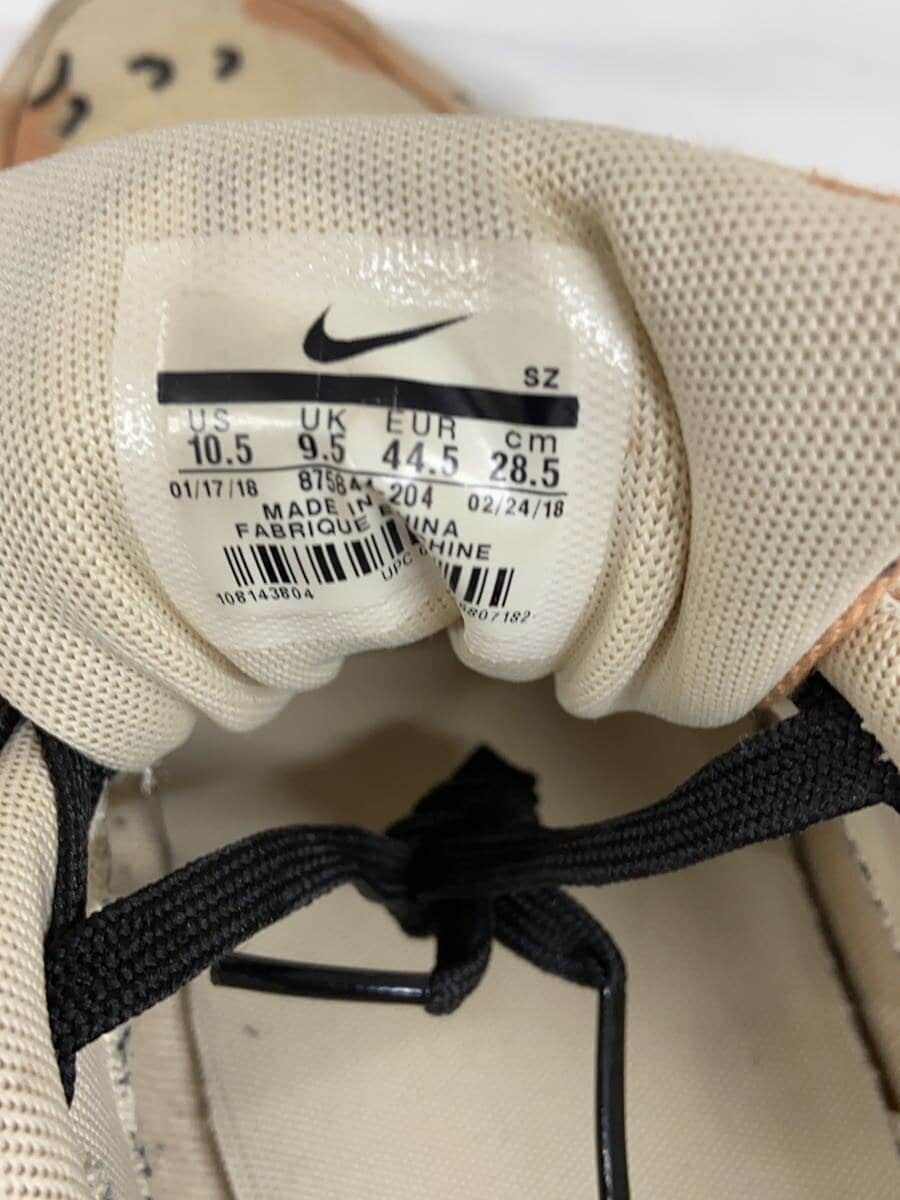 SZ
US UK EUR cm
10.5 9.5 44.5 28.5
01/17/18 204 02/24/18
MADE IN
FABRIQUE
108143804
UPC